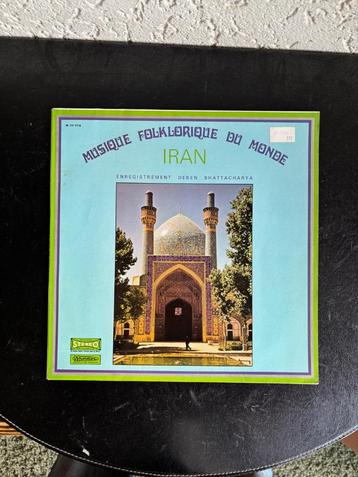 MUSIQUE FOLKLORIQUE DU MONDE
IRAN
ENREGISTREMENT DEBEN BHATTACHARYA
STEREO